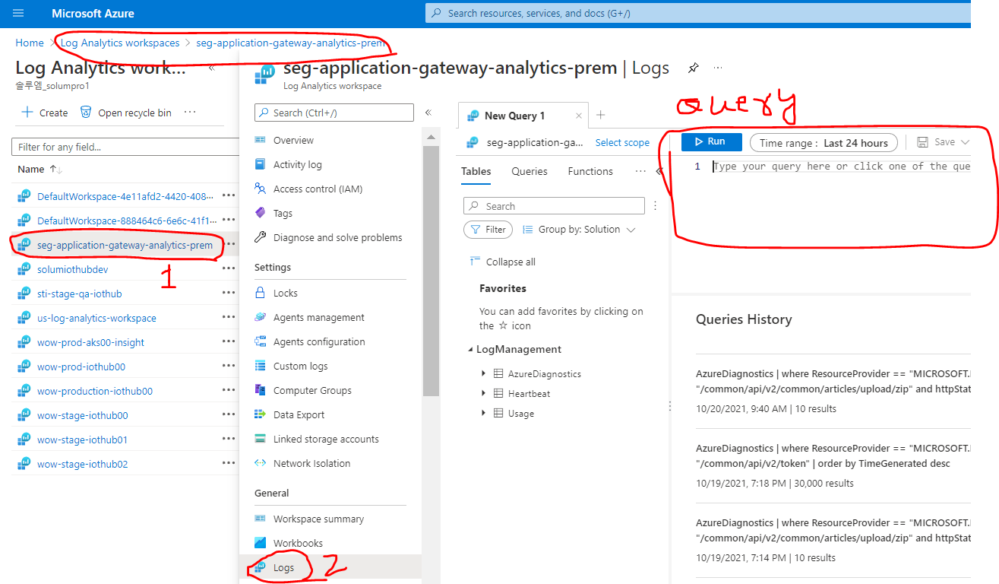 Microsoft Azure
Search resources, services, and docs (G+/)
Home > Log Analytics workspaces > seg-application-gateway-analytics-prem
Log Analytics work... «
솔루엠_solumpro1
+ Create
Open recycle bin
...
Filter for any field...
Name ↑↓
DefaultWorkspace-4e11afd2-4420-408... ...
DefaultWorkspace-888464c6-6e6c-41f1... ...
seg-application-gateway-analytics-prem ...
1
solumiothubdev ...
sti-stage-qa-iothub ...
us-log-analytics-workspace ...
wow-prod-aks00-insight ...
wow-prod-iothub00 ...
wow-production-iothub00 ...
wow-stage-iothub00 ...
wow-stage-iothub01 ...
wow-stage-iothub02 ...
seg-application-gateway-analytics-prem | Logs
...
Log Analytics workspace
Search (Ctrl+/)
«
Overview
Activity log
Access control (IAM)
Tags
Diagnose and solve problems
Settings
Locks
Agents management
Agents configuration
Custom logs
Computer Groups
Data Export
Linked storage accounts
Network Isolation
General
Workspace summary
Workbooks
Logs
2
New Query 1 × +
seg-application-ga... Select scope
Tables Queries Functions ... «
Search
Filter
Group by: Solution
Collapse all
Favorites
You can add favorites by clicking on
the ☆ icon
LogManagement
AzureDiagnostics
Heartbeat
Usage
query
Run
Time range : Last 24 hours
Save
1 Type your query here or click one of the que
Queries History
AzureDiagnostics | where ResourceProvider == "MICROSOFT.
"/common/api/v2/common/articles/upload/zip" and httpStat
10/20/2021, 9:40 AM | 10 results
AzureDiagnostics | where ResourceProvider == "MICROSOFT.
"/common/api/v2/token" | order by TimeGenerated desc
10/19/2021, 7:18 PM | 30,000 results
AzureDiagnostics | where ResourceProvider == "MICROSOFT.
"/common/api/v2/common/articles/upload/zip" and httpStat
10/19/2021, 7:14 PM | 10 results